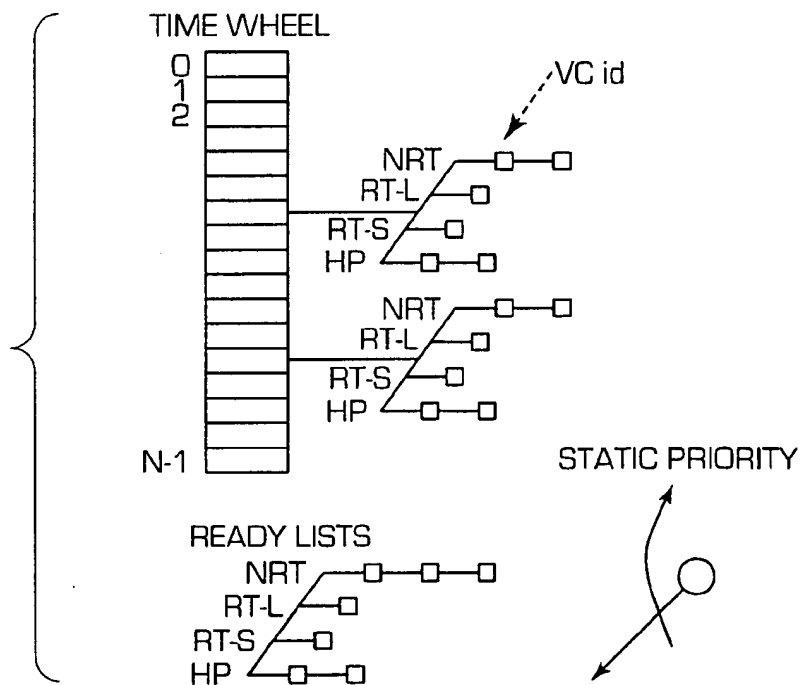 TIME WHEEL
0
1
2
VC id
NRT
RT-L
RT-S
HP
NRT
RT-L
RT-S
HP
N-1
STATIC PRIORITY
READY LISTS
NRT
RT-L
RT-S
HP